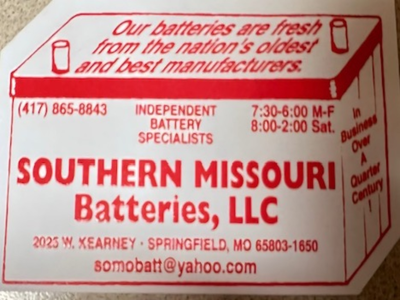 Our batteries are fresh
from the nation's oldest
and best manufacturers.
(417) 865-8843
INDEPENDENT
BATTERY
SPECIALISTS
7:30-6:00 M-F
8:00-2:00 Sat.
In
Business
Over
A
Quarter
Century
SOUTHERN MISSOURI
Batteries, LLC
2025 W. KEARNEY · SPRINGFIELD, MO 65803-1650
somobatt@yahoo.com